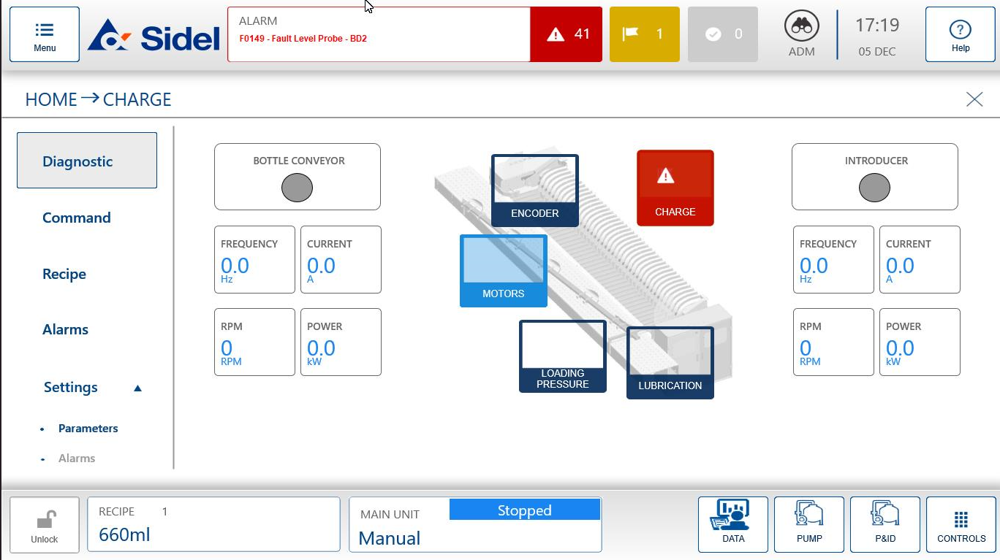 Menu
Sidel
ALARM
F0149 - Fault Level Probe - BD2
41
1
0
ADM
17:19
05 DEC
?
Help
HOME → CHARGE
Diagnostic
Command
Recipe
Alarms
Settings
Parameters
Alarms
BOTTLE CONVEYOR
FREQUENCY
0.0
Hz
CURRENT
0.0
A
RPM
0
RPM
POWER
0.0
kW
ENCODER
CHARGE
MOTORS
LOADING
PRESSURE
LUBRICATION
INTRODUCER
FREQUENCY
0.0
Hz
CURRENT
0.0
A
RPM
0
RPM
POWER
0.0
kW
Unlock
RECIPE 1
660ml
MAIN UNIT
Stopped
Manual
DATA
PUMP
P&ID
CONTROLS